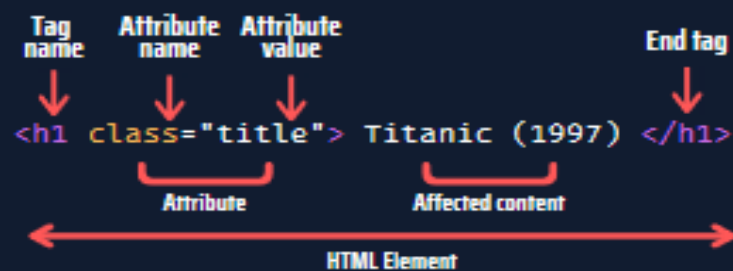 Tag name
Attribute name
Attribute value
End tag
<h1 class="title"> Titanic (1997) </h1>
Attribute
Affected content
HTML Element